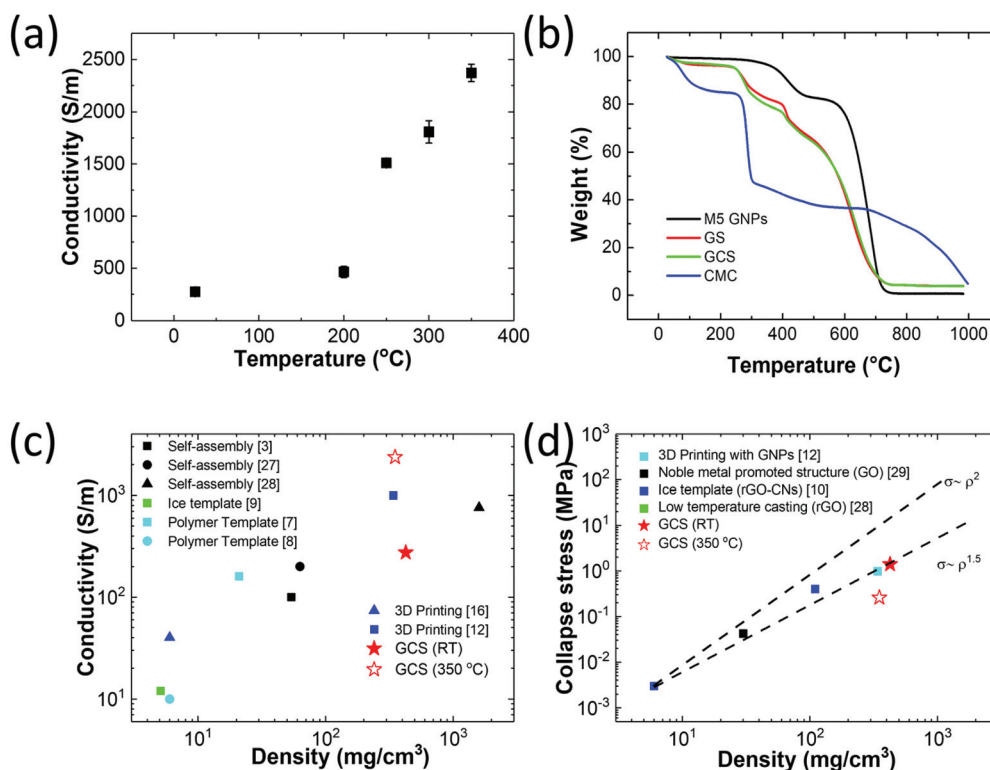 (a)
Conductivity (S/m)
2500
2000
1500
1000
500
0
0
100
200
300
400
Temperature (°C)
(b)
Weight (%)
100
80
60
40
20
0
M5 GNPs
GS
GCS
CMC
0
200
400
600
800
1000
Temperature (°C)
(c)
Conductivity (S/m)
10³
10²
10¹
Self-assembly [3]
Self-assembly [27]
Self-assembly [28]
Ice template [9]
Polymer Template [7]
Polymer Template [8]
3D Printing [16]
3D Printing [12]
GCS (RT)
GCS (350 °C)
10¹
10²
10³
Density (mg/cm³)
(d)
Collapse stress (MPa)
10³
10²
10¹
10⁰
10⁻¹
10⁻²
10⁻³
3D Printing with GNPs [12]
Noble metal promoted structure (GO) [29]
Ice template (rGO-CNs) [10]
Low temperature casting (rGO) [28]
GCS (RT)
GCS (350 °C)
σ~ ρ²
σ~ ρ¹·⁵
10¹
10²
10³
Density (mg/cm³)